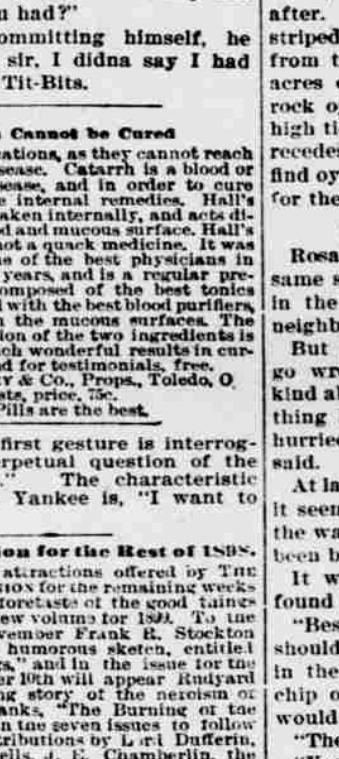 u had?"
ommitting himself, he
sir, I didna say I had
Tit-Bits.
Cannot be Cured
cations, as they cannot reach
sease. Catarrh is a blood or
sease, and in order to cure
e internal remedies. Hall's
aken internally, and acts di-
d and mucous surface. Hall's
not a quack medicine. It was
e of the best physicians in
years, and is a regular pre-
omposed of the best tonics
l with the best blood purifiers,
n the mucous surfaces. The
ion of the two ingredients is
ch wonderful results in cur-
d for testimonials, free.
EY & Co., Props., Toledo, O.
sts, price, 75c.
Pills are the best.
first gesture is interrog-
erpetual question of the
." The characteristic
Yankee is, "I want to
ion for the Rest of 1898.
attractions offered by THE
NION for the remaining weeks
foretaste of the good things
ew volume for 1899. To the
vember Frank R. Stockton
humorous sketch, entitled
s," and in the issue for the
er 10th will appear Rudyard
ng story of the heroism of
anks, "The Burning of the
n the seven issues to follow
tributions by Lord Dufferin,
ells, J. E. Chamberlin, the
after.
striped
from t
acres
rock o
high ti
recedes
find oy
for the
Rosa
same s
in the
neighb
But
go wr
kind al
thing
hurried
said.
At la
it seem
the wa
been b
It w
found
"Bes
should
in the
chip o
would
"The